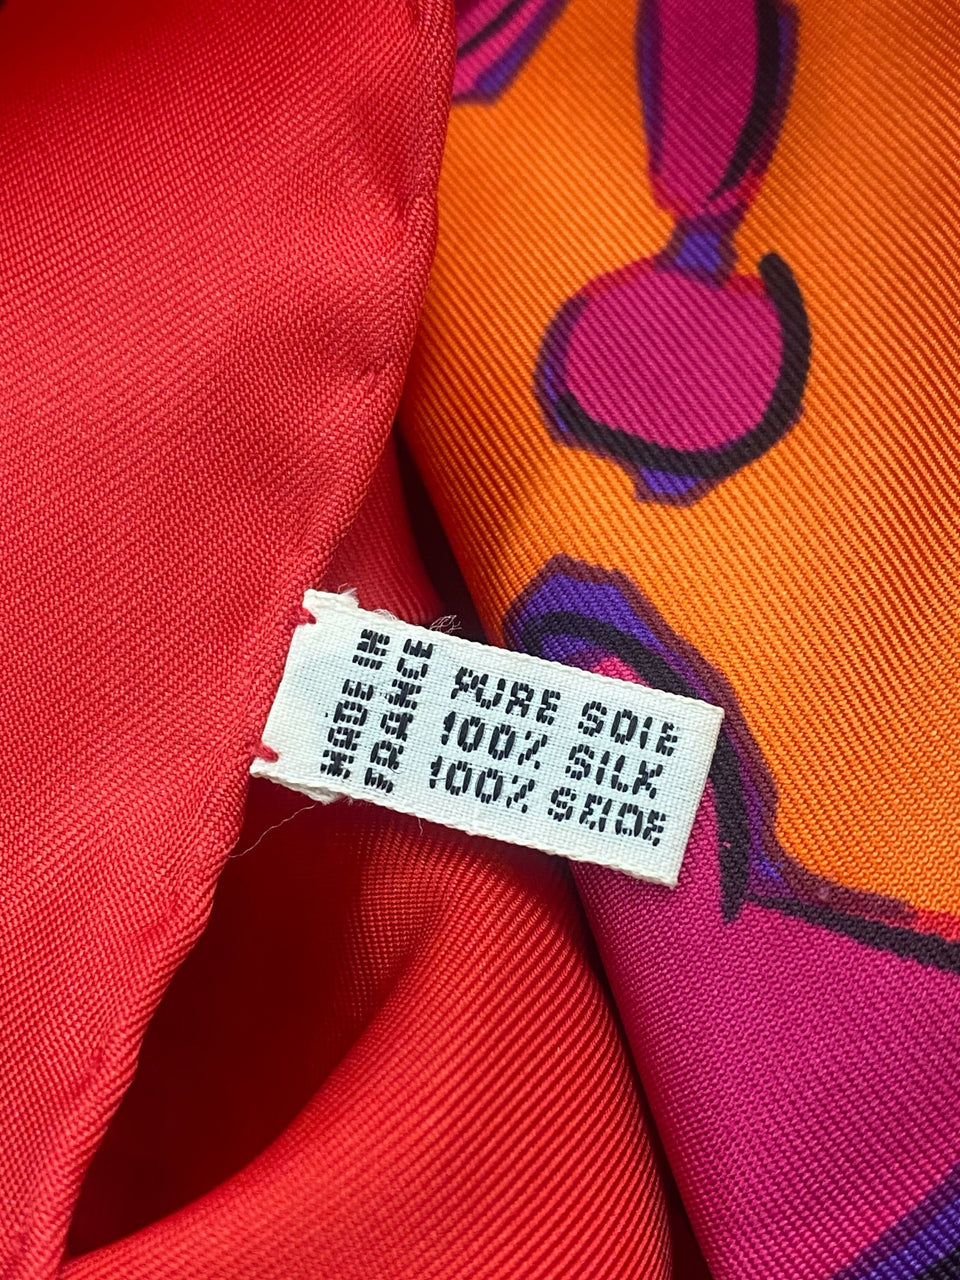 MADE IN
FRANCE
PURE SOIE
100% SILK
100% SEIDE